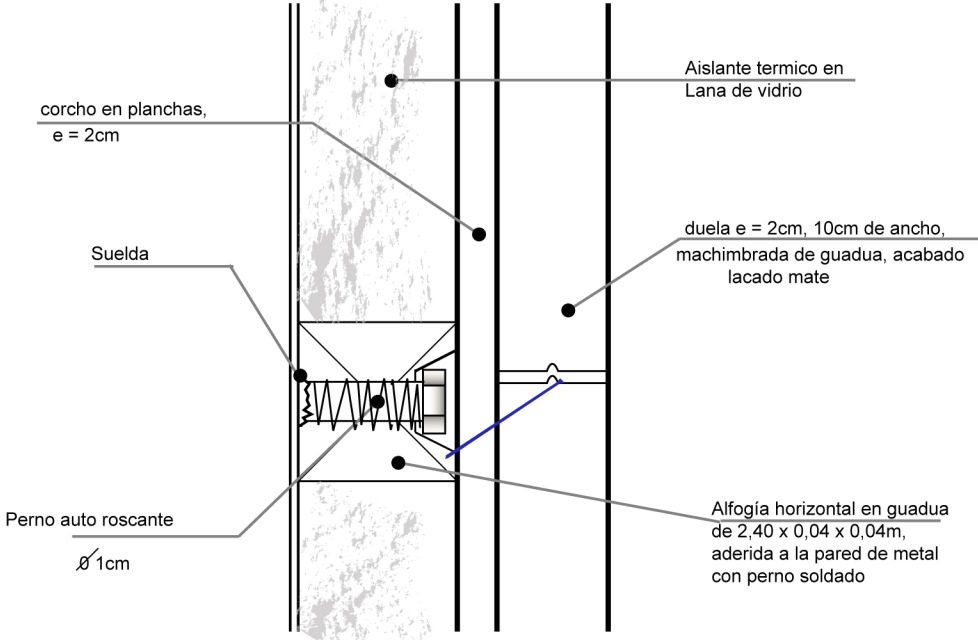 Aislante termico en
Lana de vidrio
corcho en planchas,
e = 2cm
duela e = 2cm, 10cm de ancho,
machimbrada de guadua, acabado
lacado mate
Suelda
Perno auto roscante
Ø 1cm
Alfogía horizontal en guadua
de 2,40 x 0,04 x 0,04m,
aderida a la pared de metal
con perno soldado